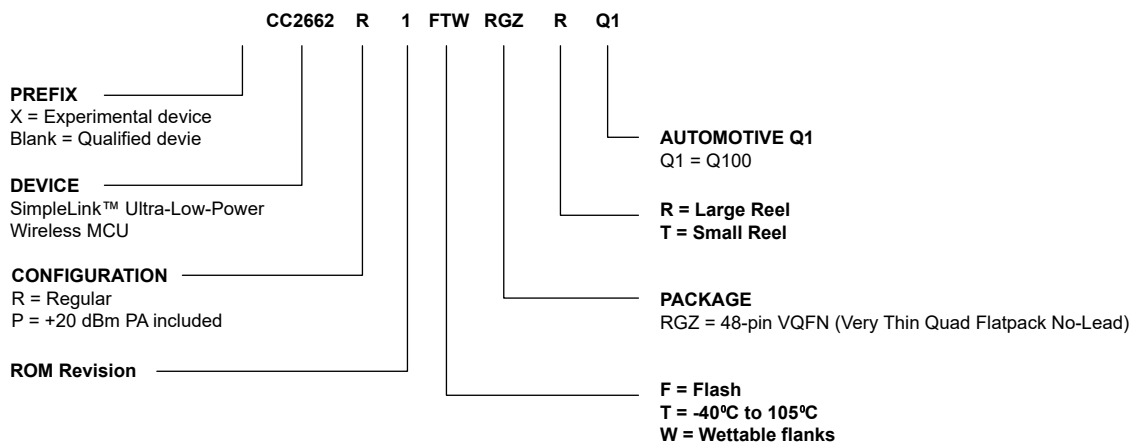 CC2662 R 1 FTW RGZ R Q1
PREFIX
X = Experimental device
Blank = Qualified devie
DEVICE
SimpleLink™ Ultra-Low-Power
Wireless MCU
CONFIGURATION
R = Regular
P = +20 dBm PA included
ROM Revision
AUTOMOTIVE Q1
Q1 = Q100
R = Large Reel
T = Small Reel
PACKAGE
RGZ = 48-pin VQFN (Very Thin Quad Flatpack No-Lead)
F = Flash
T = -40⁰C to 105⁰C
W = Wettable flanks